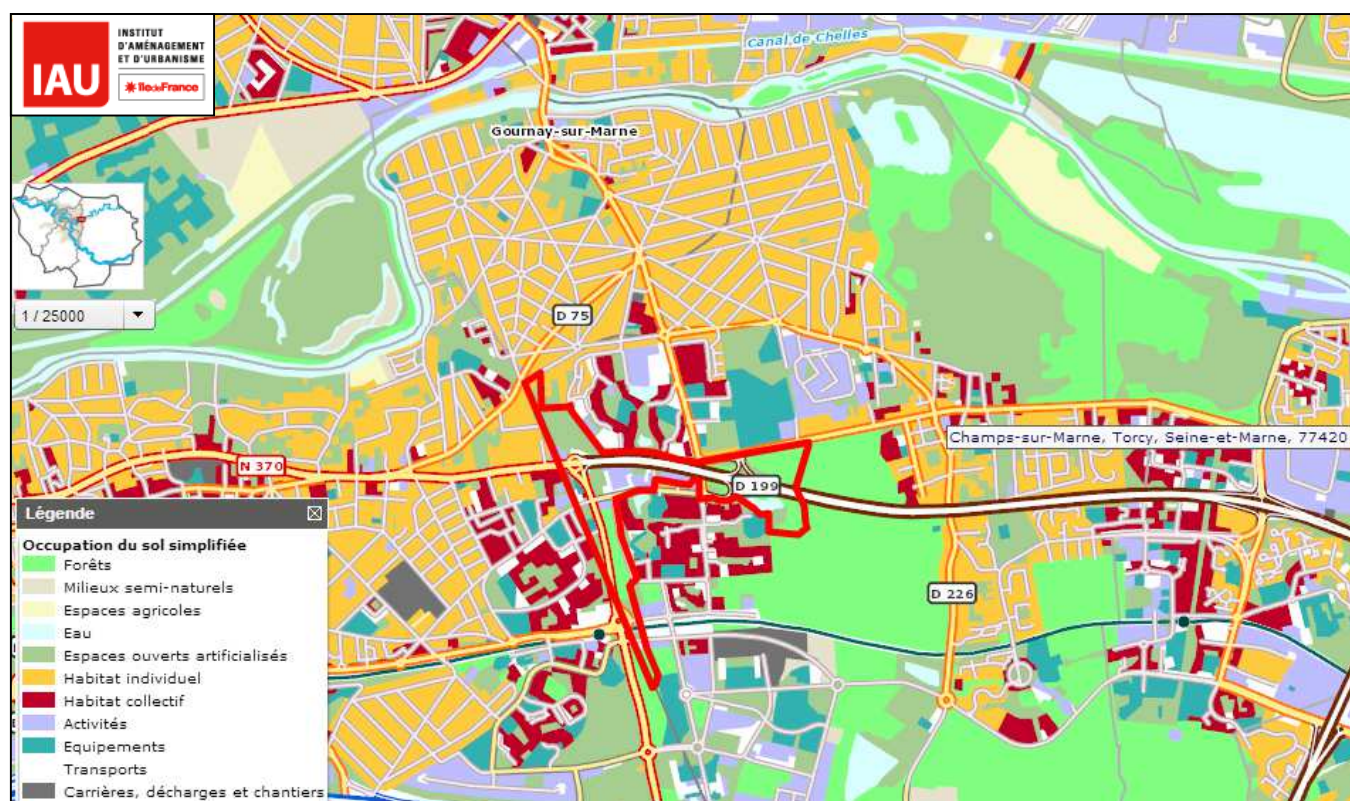 IAU
INSTITUT
D'AMÉNAGEMENT
ET D'URBANISME
îledeFrance
Canal de Chelles
Gournay-sur-Marne
1 / 25000
D 75
Champs-sur-Marne, Torcy, Seine-et-Marne, 77420
N 370
D 199
D 226
Légende
Occupation du sol simplifiée
Forêts
Milieux semi-naturels
Espaces agricoles
Eau
Espaces ouverts artificialisés
Habitat individuel
Habitat collectif
Activités
Equipements
Transports
Carrières, décharges et chantiers